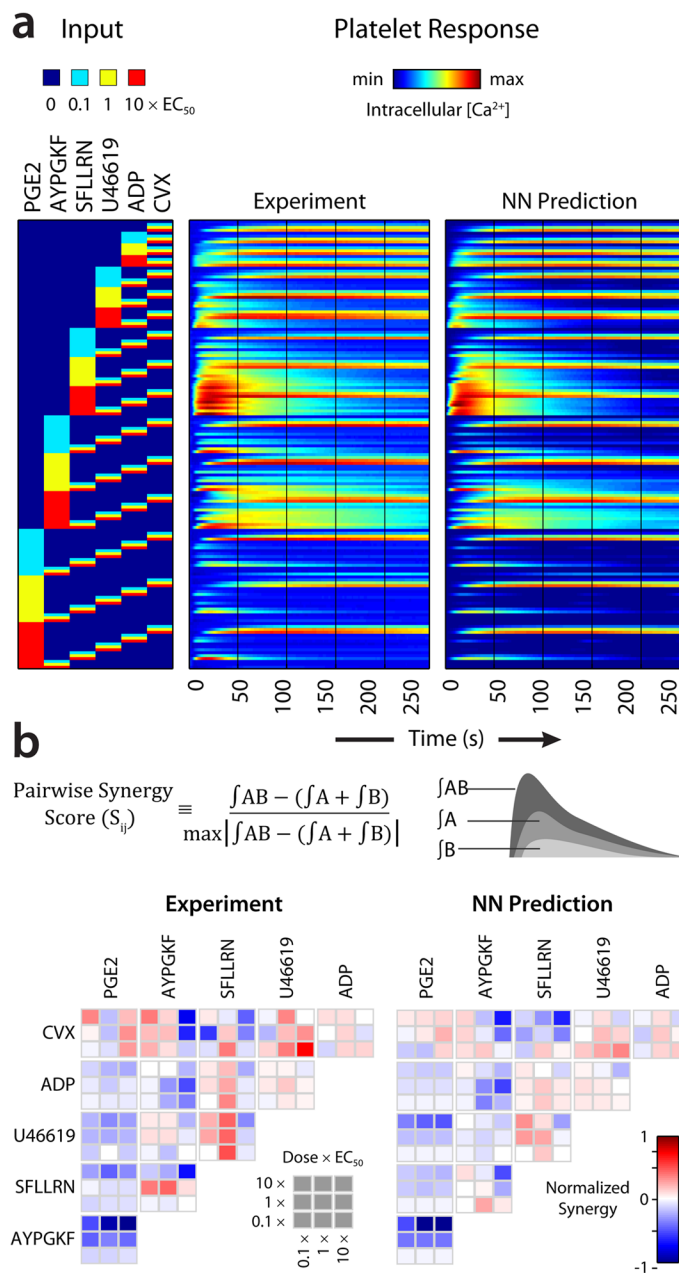 a Input Platelet Response
min max
0 0.1 1 10 × EC50
Intracellular [Ca2+]
PGE2 AYPGKF SFLLRN U46619 ADP CVX
Experiment NN Prediction
0 50 100 150 200 250 0 50 100 150 200 250
Time (s)
b
Pairwise Synergy Score (Sij) ≡ ∫AB − (∫A + ∫B) / max|∫AB − (∫A + ∫B)|
∫AB
∫A
∫B
Experiment NN Prediction
PGE2 AYPGKF SFLLRN U46619 ADP PGE2 AYPGKF SFLLRN U46619 ADP
CVX
ADP
U46619
SFLLRN
AYPGKF
Dose × EC50
10 ×
1 ×
0.1 ×
0.1 × 1 × 10 ×
Normalized
Synergy
1
0
-1